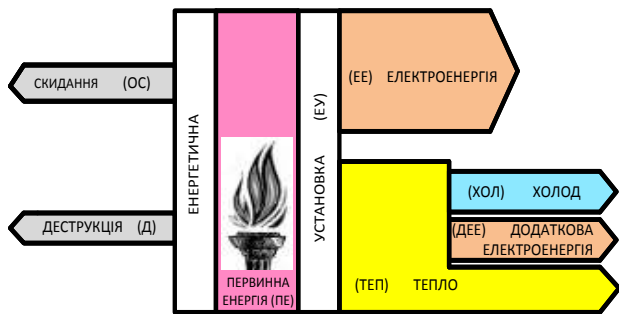 СКИДАННЯ (ОС)
ДЕСТРУКЦІЯ (Д)
ЕНЕРГЕТИЧНА
ПЕРВИННА
ЕНЕРГІЯ (ПЕ)
УСТАНОВКА (ЕУ)
(ЕЕ) ЕЛЕКТРОЕНЕРГІЯ
(ХОЛ) ХОЛОД
(ДЕЕ) ДОДАТКОВА
ЕЛЕКТРОЕНЕРГІЯ
(ТЕП) ТЕПЛО